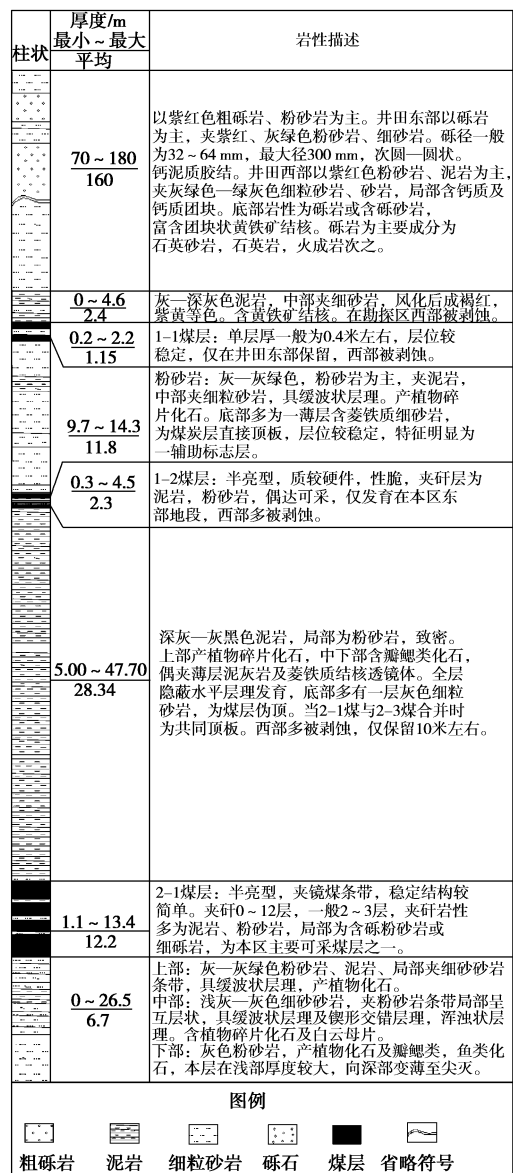 柱状
厚度/m
最小～最大
平均
岩性描述
70～180
160
以紫红色粗砾岩、粉砂岩为主。井田东部以砾岩
为主，夹紫红、灰绿色粉砂岩、细砂岩。砾径一般
为32～64 mm，最大径300 mm，次圆—圆状。
钙泥质胶结。井田西部以紫红色粉砂岩、泥岩为主，
夹灰绿色—绿灰色细粒砂岩、砂岩，局部含钙质及
钙质团块。底部岩性为砾岩或含砾砂岩，
富含团块状黄铁矿结核。砾岩为主要成分为
石英砂岩，石英岩，火成岩次之。
0～4.6
2.4
灰—深灰色泥岩，中部夹细砂岩，风化后成褐红，
紫黄等色。含黄铁矿结核。在勘探区西部被剥蚀。
0.2～2.2
1.15
1-1煤层：单层厚一般为0.4米左右，层位较
稳定，仅在井田东部保留，西部被剥蚀。
9.7～14.3
11.8
粉砂岩：灰—灰绿色，粉砂岩为主，夹泥岩，
中部夹细粒砂岩，具缓波状层理。产植物碎
片化石。底部多为一薄层含菱铁质细砂岩，
为煤炭层直接顶板，层位较稳定，特征明显为
一辅助标志层。
0.3～4.5
2.3
1-2煤层：半亮型，质较硬件，性脆，夹矸层为
泥岩，粉砂岩，偶达可采，仅发育在本区东
部地段，西部多被剥蚀。
5.00～47.70
28.34
深灰—灰黑色泥岩，局部为粉砂岩，致密。
上部产植物碎片化石，中下部含瓣鳃类化石，
偶夹薄层泥灰岩及菱铁质结核透镜体。全层
隐蔽水平层理发育，底部多有一层灰色细粒
砂岩，为煤层伪顶。当2-1煤与2-3煤合并时
为共同顶板。西部多被剥蚀，仅保留10米左右。
1.1～13.4
12.2
2-1煤层：半亮型，夹镜煤条带，稳定结构较
简单。夹矸0～12层，一般2～3层，夹矸岩性
多为泥岩、粉砂岩，局部为含砾粉砂岩或
细砾岩，为本区主要可采煤层之一。
0～26.5
6.7
上部：灰—灰绿色粉砂岩、泥岩、局部夹细砂砂岩
条带，具缓波状层理，产植物化石。
中部：浅灰—灰色细砂砂岩，夹粉砂岩条带局部呈
互层状，具缓波状层理及锲形交错层理，浑浊状层
理。含植物碎片化石及白云母片。
下部：灰色粉砂岩，产植物化石及瓣鳃类，鱼类化
石，本层在浅部厚度较大，向深部变薄至尖灭。
图例
粗砾岩 泥岩 细粒砂岩 砾石 煤层 省略符号